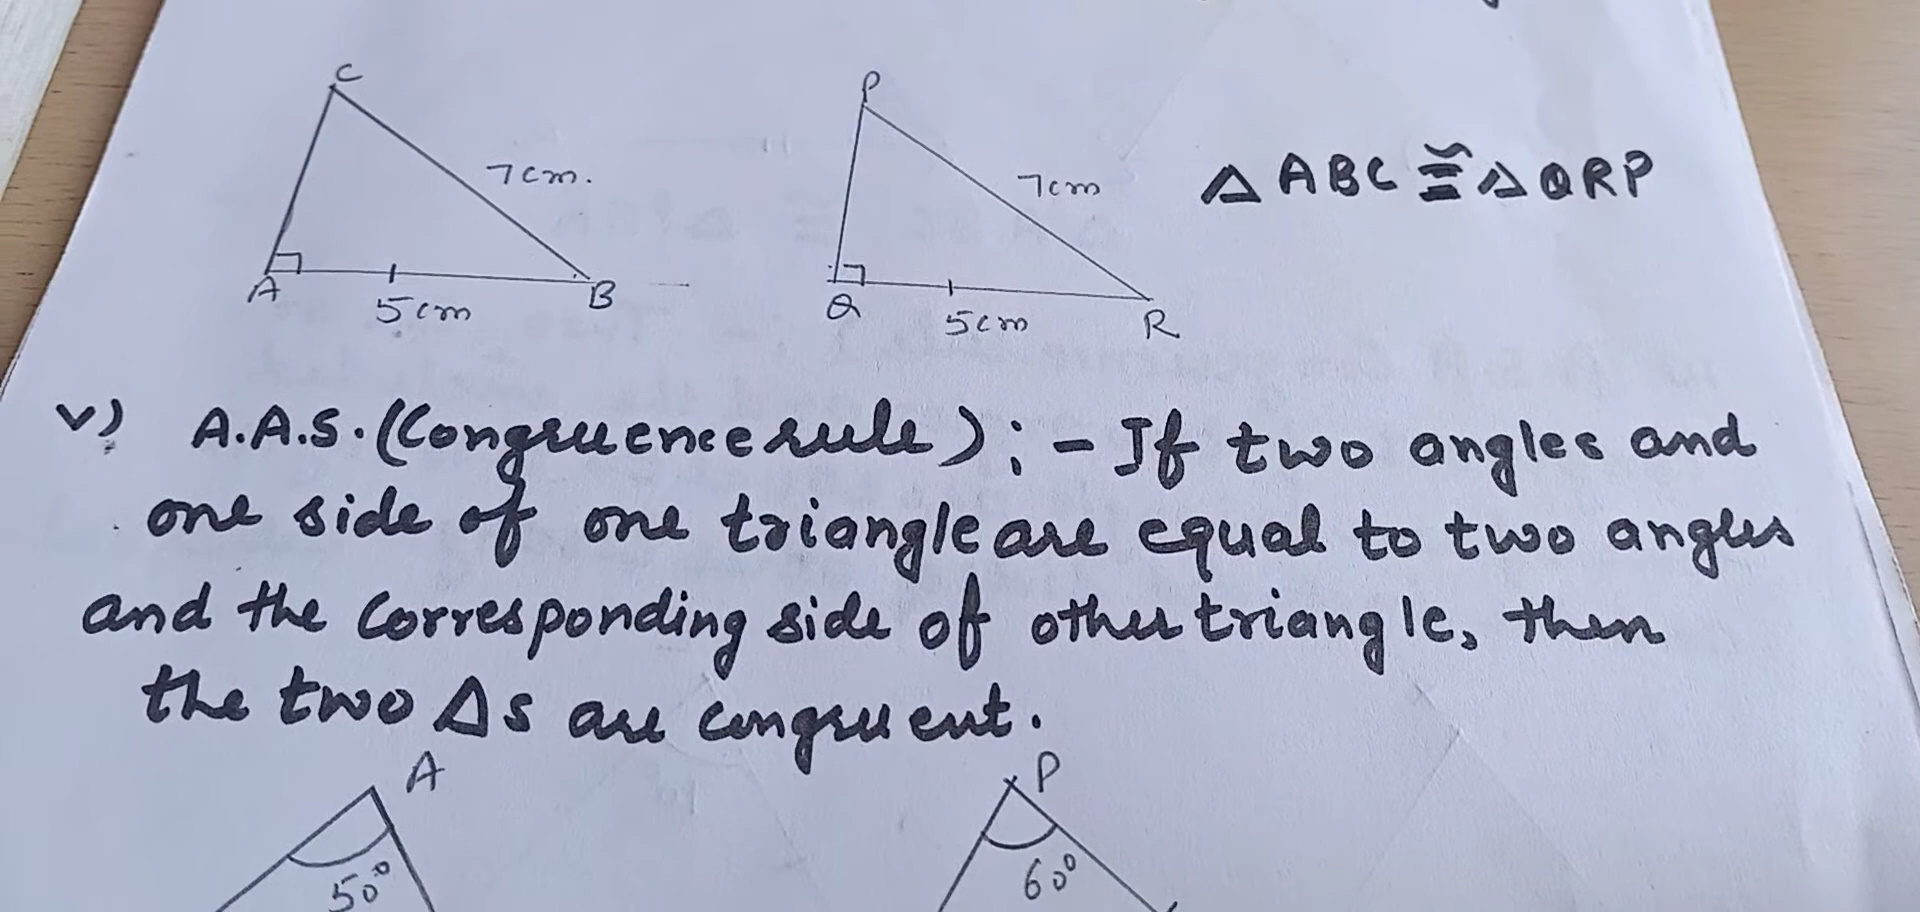 C
P
7cm.
7cm
△ ABC ≅ △ QRP
A
B
Q
R
5cm
5cm
v) A.A.S. (Congruence rule) ; - If two angles and
one side of one triangle are equal to two angles
and the corresponding side of other triangle, then
the two △s are congruent.
A
P
50°
60°